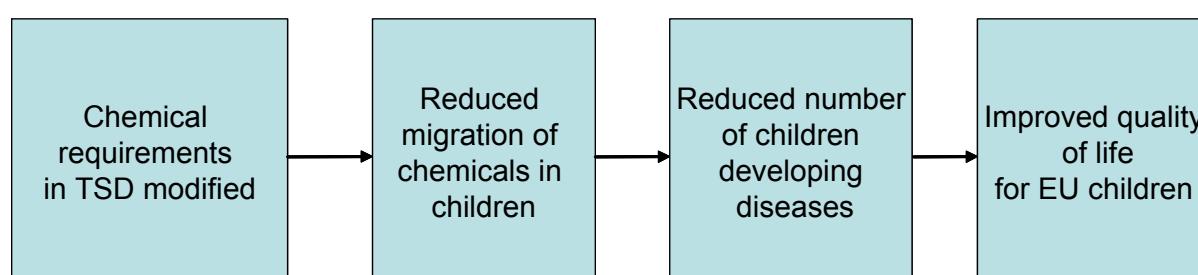 Chemical
requirements
in TSD modified
Reduced
migration of
chemicals in
children
Reduced number
of children
developing
diseases
Improved quality
of life
for EU children